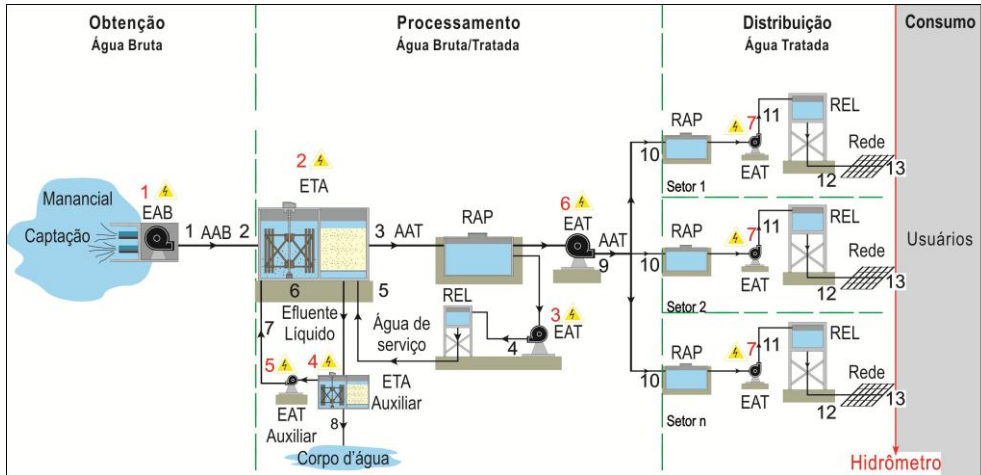 Obtenção
Água Bruta
Processamento
Água Bruta/Tratada
Distribuição
Água Tratada
Consumo
Manancial
Captação
1
EAB
1 AAB 2
2
ETA
3 AAT
RAP
6
EAT
AAT
9
6
5
Efluente
Líquido
Água de
serviço
REL
4
3
EAT
7
5
4
EAT
Auxiliar
ETA
Auxiliar
8
Corpo d'água
RAP
10
Setor 1
7
EAT
11
REL
Rede
12
13
RAP
10
Setor 2
7
EAT
11
REL
Rede
12
13
RAP
10
Setor n
7
EAT
11
REL
Rede
12
13
Usuários
Hidrômetro